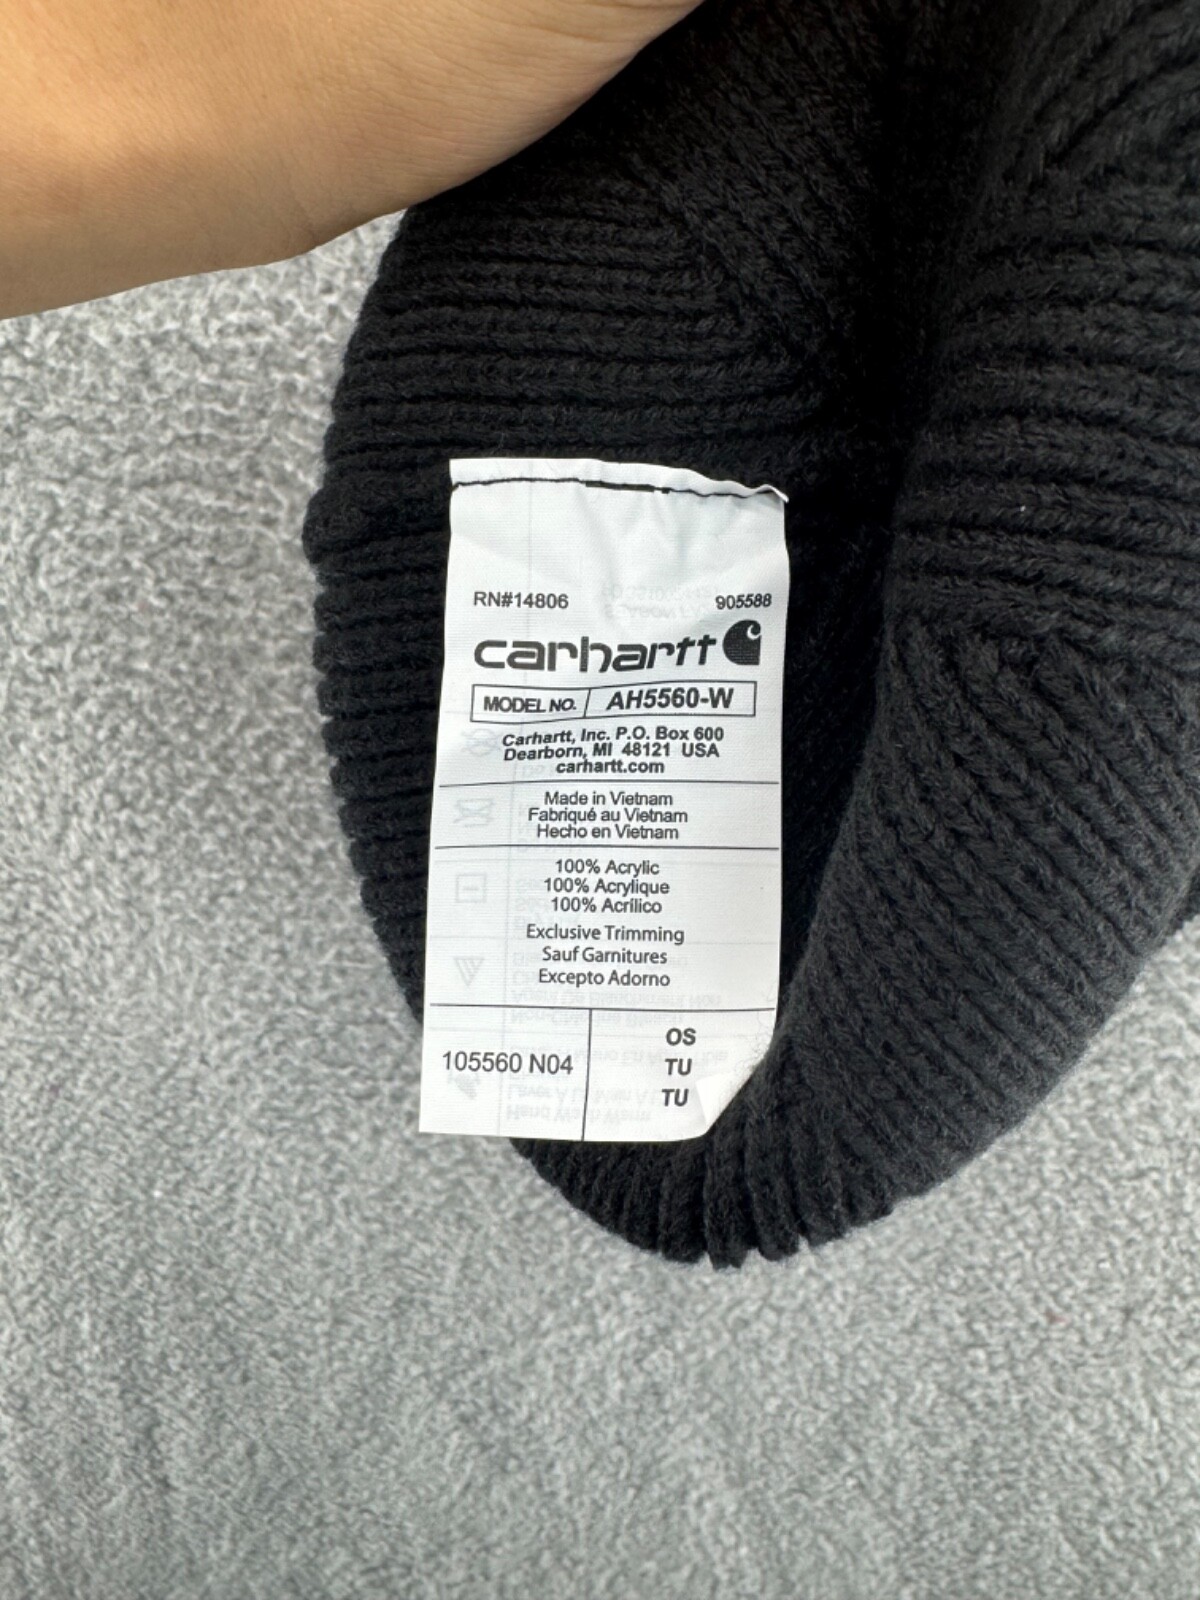 RN#14806 905588
carhartt
MODEL NO. AH5560-W
Carhartt, Inc. P.O. Box 600
Dearborn, MI 48121 USA
carhartt.com
Made in Vietnam
Fabriqué au Vietnam
Hecho en Vietnam
100% Acrylic
100% Acrylique
100% Acrílico
Exclusive Trimming
Sauf Garnitures
Excepto Adorno
105560 N04
OS
TU
TU